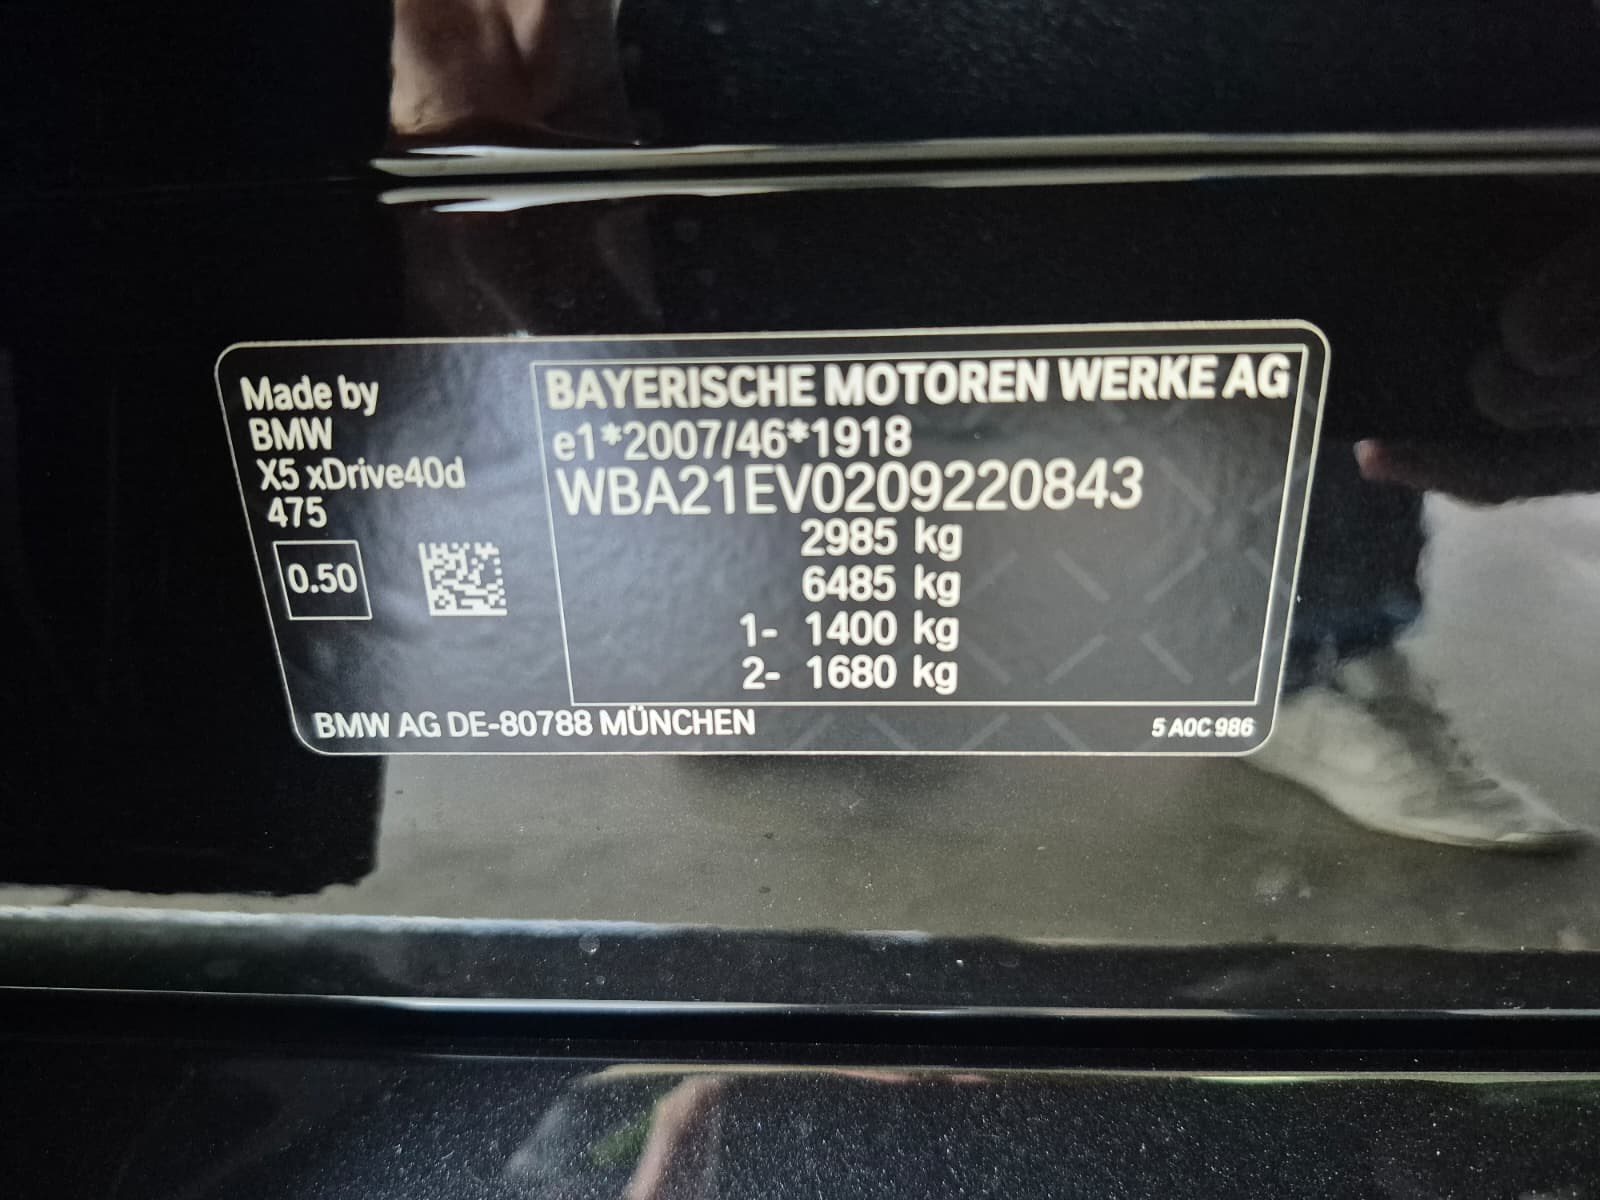 Made by
BMW
X5 xDrive40d
475
0.50
BAYERISCHE MOTOREN WERKE AG
e1*2007/46*1918
WBA21EV0209220843
2985 kg
6485 kg
1- 1400 kg
2- 1680 kg
BMW AG DE-80788 MÜNCHEN
5 A0C 986